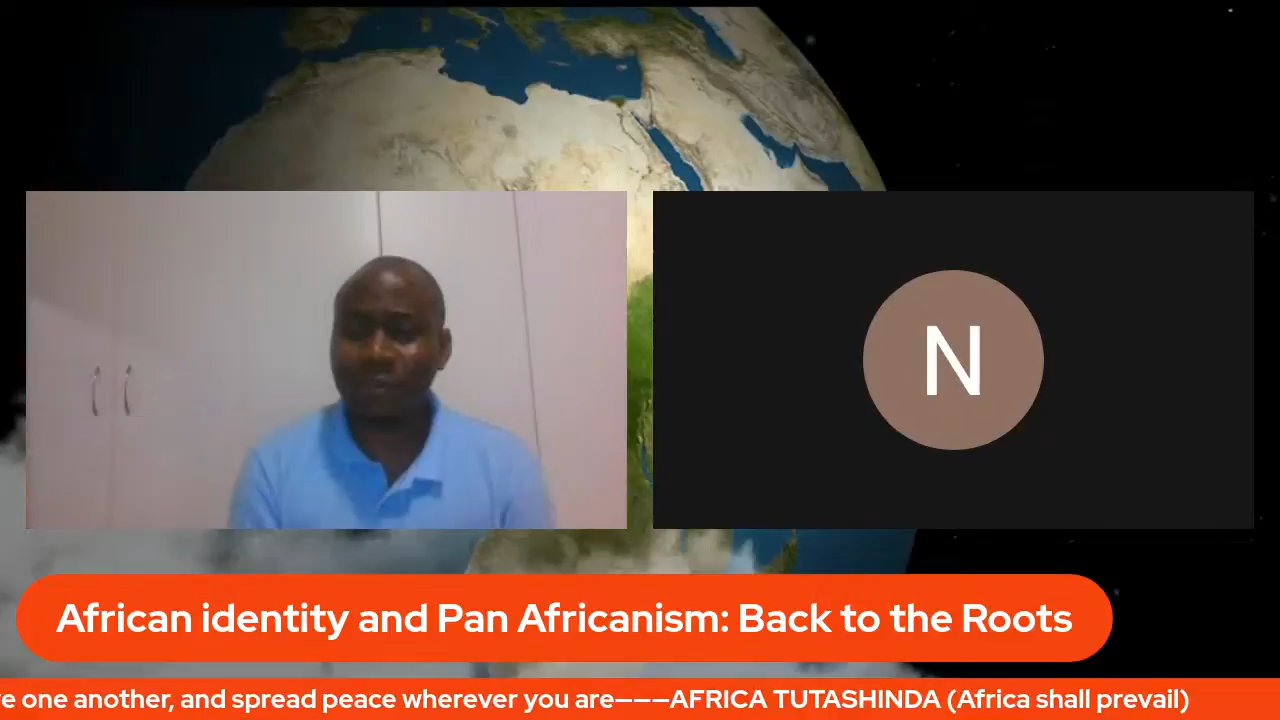 N
African identity and Pan Africanism: Back to the Roots
one another, and spread peace wherever you are———AFRICA TUTASHINDA (Africa shall prevail)